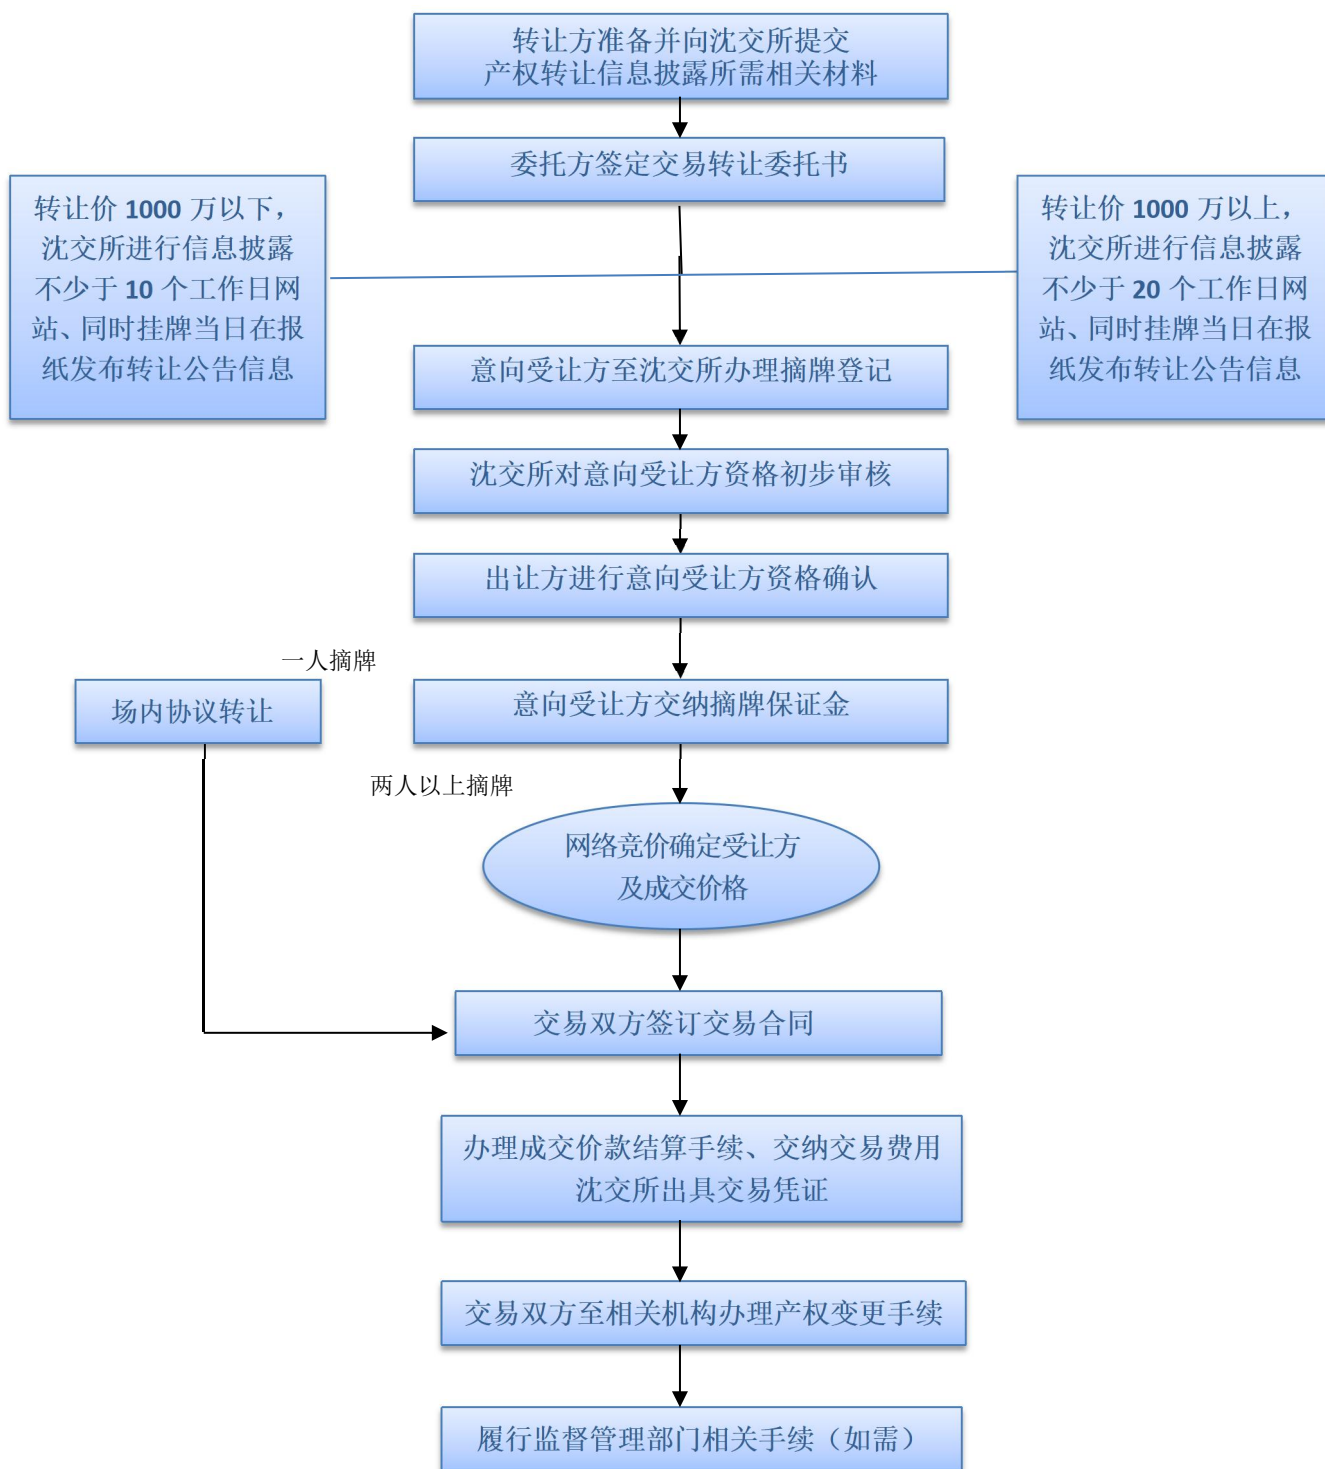 转让方准备并向沈交所提交
产权转让信息披露所需相关材料
委托方签定交易转让委托书
转让价 1000 万以下，
沈交所进行信息披露
不少于 10 个工作日网
站、同时挂牌当日在报
纸发布转让公告信息
转让价 1000 万以上，
沈交所进行信息披露
不少于 20 个工作日网
站、同时挂牌当日在报
纸发布转让公告信息
意向受让方至沈交所办理摘牌登记
沈交所对意向受让方资格初步审核
出让方进行意向受让方资格确认
一人摘牌
场内协议转让
意向受让方交纳摘牌保证金
两人以上摘牌
网络竞价确定受让方
及成交价格
交易双方签订交易合同
办理成交价款结算手续、交纳交易费用
沈交所出具交易凭证
交易双方至相关机构办理产权变更手续
履行监督管理部门相关手续（如需）